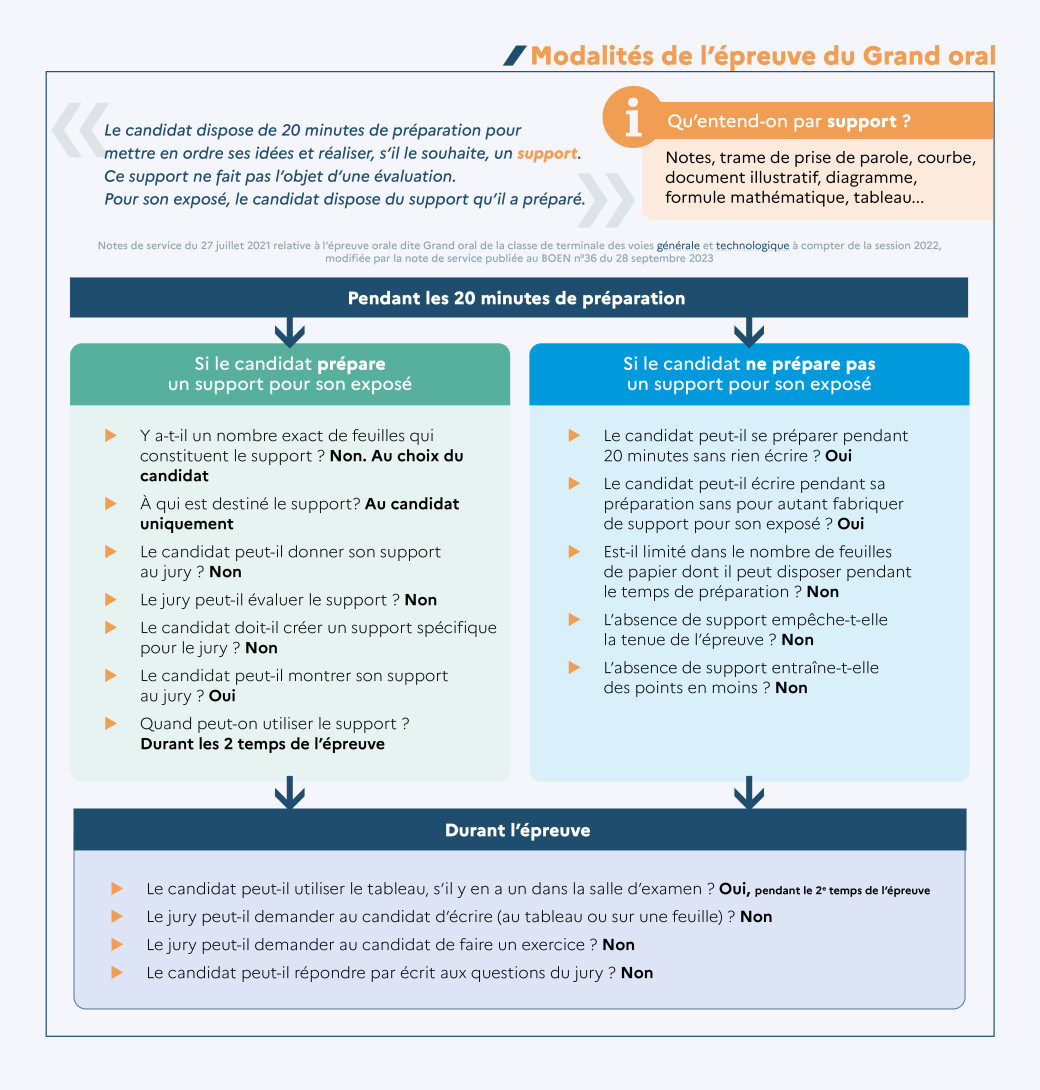 Modalités de l'épreuve du Grand oral
«
Le candidat dispose de 20 minutes de préparation pour
mettre en ordre ses idées et réaliser, s'il le souhaite, un support.
Ce support ne fait pas l'objet d'une évaluation.
Pour son exposé, le candidat dispose du support qu'il a préparé.
»
i
Qu'entend-on par support ?
Notes, trame de prise de parole, courbe,
document illustratif, diagramme,
formule mathématique, tableau...
Notes de service du 27 juillet 2021 relative à l'épreuve orale dite Grand oral de la classe de terminale des voies générale et technologique à compter de la session 2022,
modifiée par la note de service publiée au BOEN n°36 du 28 septembre 2023
Pendant les 20 minutes de préparation
Si le candidat prépare
un support pour son exposé
Y a-t-il un nombre exact de feuilles qui
constituent le support ? Non. Au choix du
candidat
À qui est destiné le support? Au candidat
uniquement
Le candidat peut-il donner son support
au jury ? Non
Le jury peut-il évaluer le support ? Non
Le candidat doit-il créer un support spécifique
pour le jury ? Non
Le candidat peut-il montrer son support
au jury ? Oui
Quand peut-on utiliser le support ?
Durant les 2 temps de l'épreuve
Si le candidat ne prépare pas
un support pour son exposé
Le candidat peut-il se préparer pendant
20 minutes sans rien écrire ? Oui
Le candidat peut-il écrire pendant sa
préparation sans pour autant fabriquer
de support pour son exposé ? Oui
Est-il limité dans le nombre de feuilles
de papier dont il peut disposer pendant
le temps de préparation ? Non
L'absence de support empêche-t-elle
la tenue de l'épreuve ? Non
L'absence de support entraîne-t-elle
des points en moins ? Non
Durant l'épreuve
Le candidat peut-il utiliser le tableau, s'il y en a un dans la salle d'examen ? Oui, pendant le 2e temps de l'épreuve
Le jury peut-il demander au candidat d'écrire (au tableau ou sur une feuille) ? Non
Le jury peut-il demander au candidat de faire un exercice ? Non
Le candidat peut-il répondre par écrit aux questions du jury ? Non